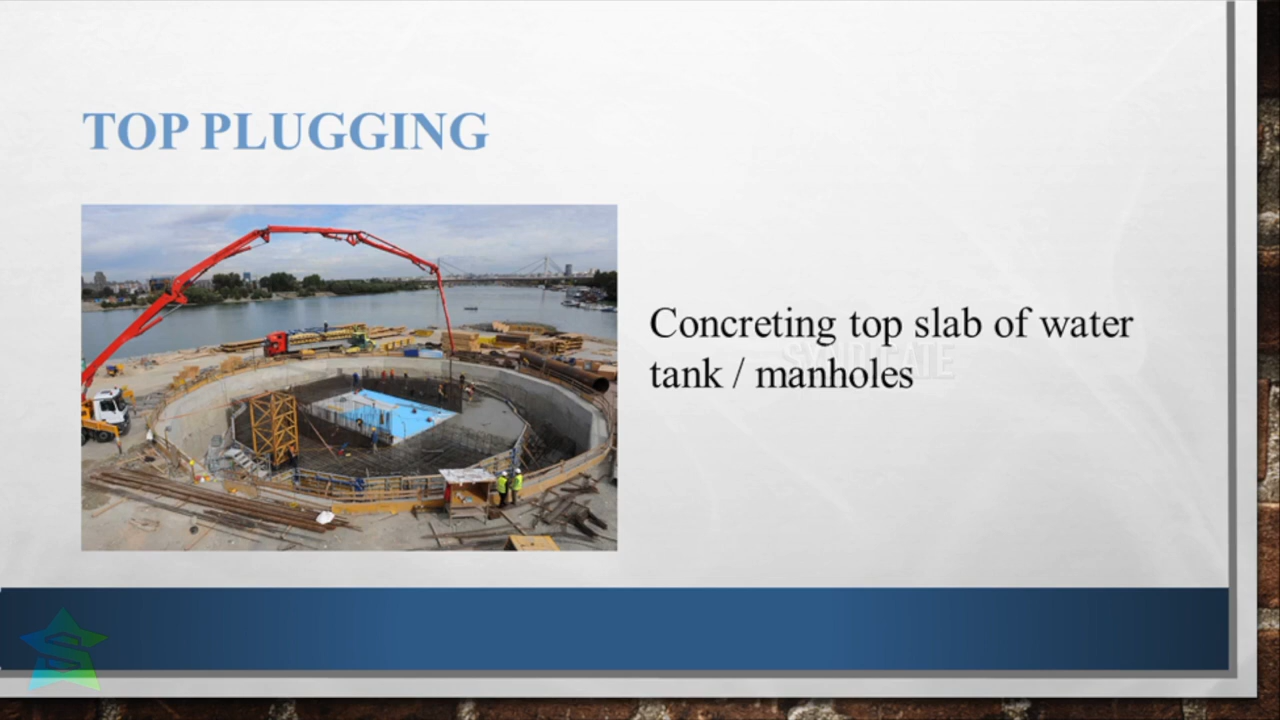 TOP PLUGGING
Concreting top slab of water
tank / manholes